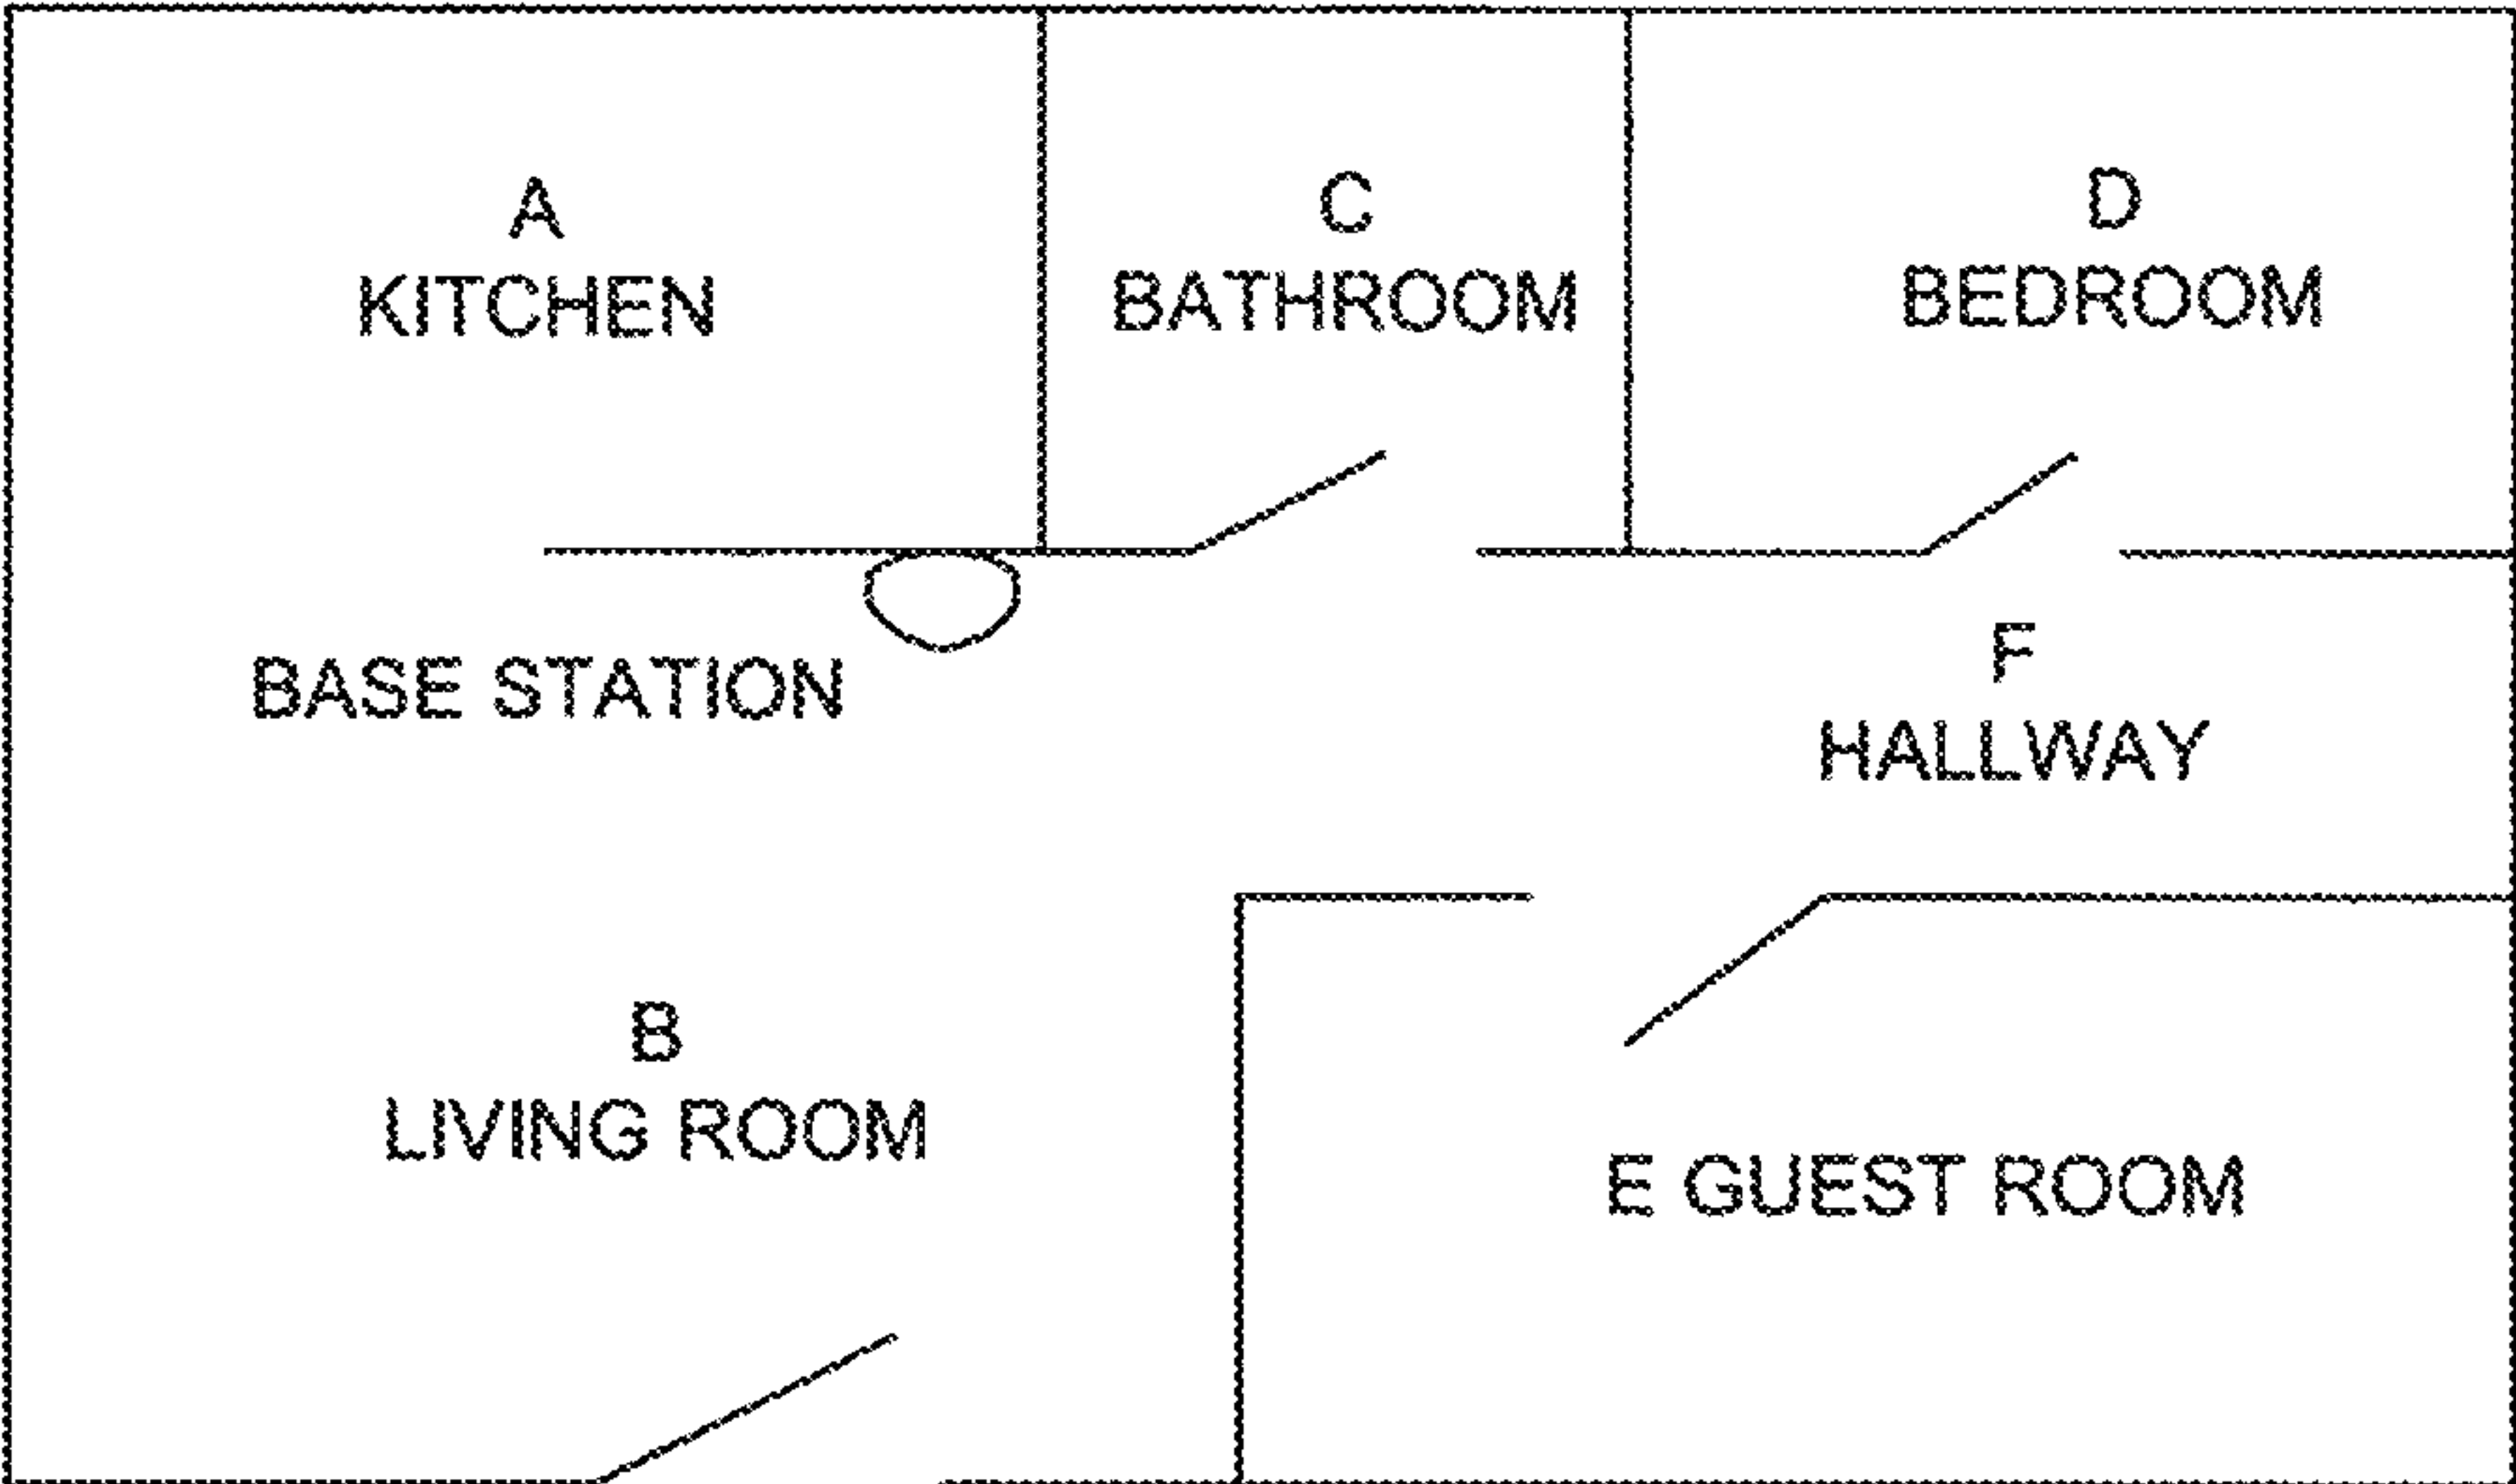 A
KITCHEN
C
BATHROOM
D
BEDROOM
BASE STATION
F
HALLWAY
B
LIVING ROOM
E GUEST ROOM